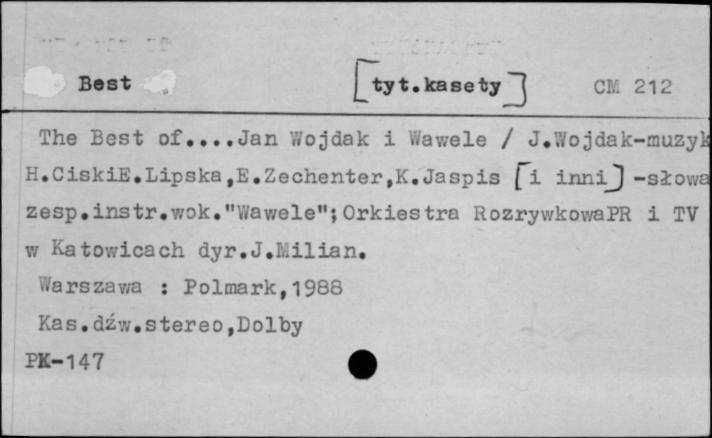 Best [tyt.kasety] CM 212
The Best of....Jan Wojdak i Wawele / J.Wojdak-muzyk
H.CiskiE.Lipska,E.Zechenter,K.Jaspis [i inni] -słowa
zesp.instr.wok."Wawele";Orkiestra RozrywkowaPR i TV
w Katowicach dyr.J.Milian.
Warszawa : Polmark,1988
Kas.dźw.stereo,Dolby
PK-147